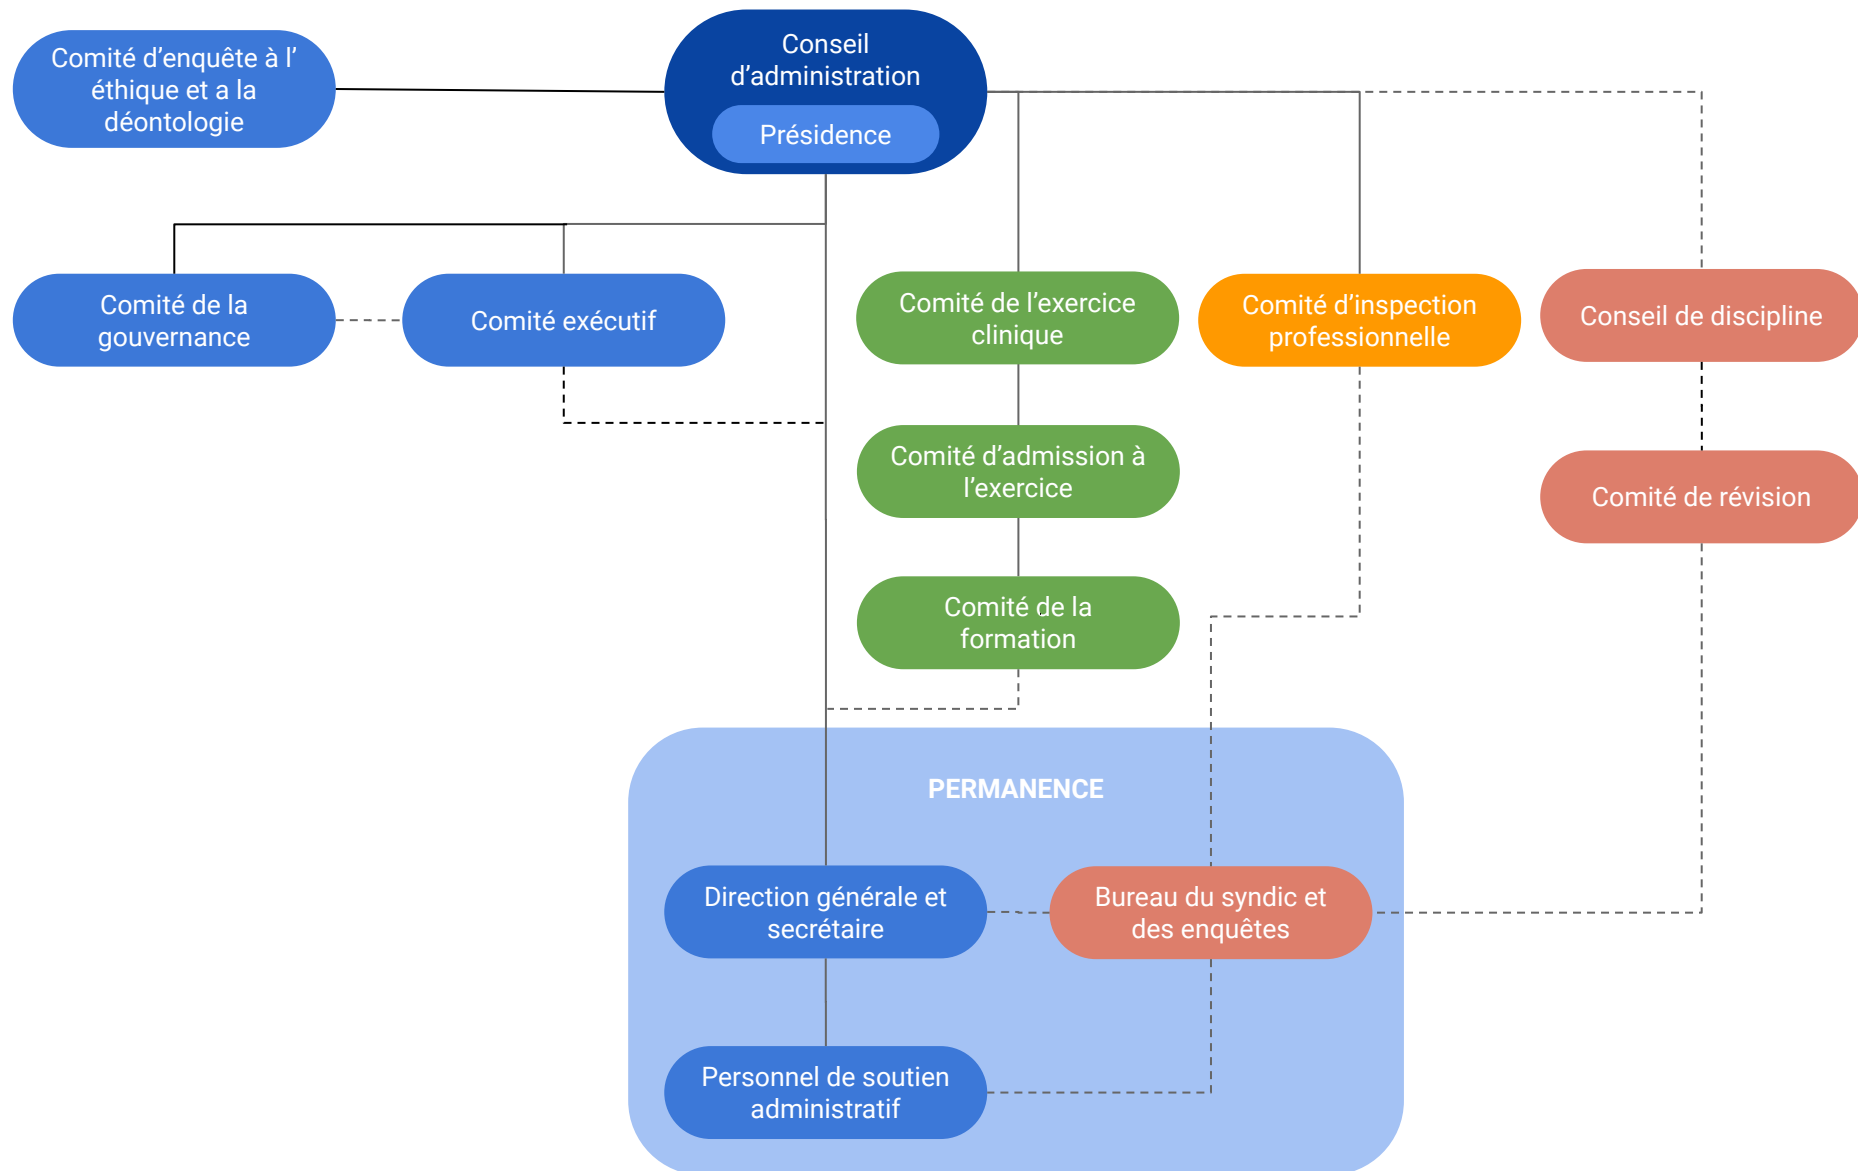 Comité d’enquête à l’
éthique et a la
déontologie
Conseil
d’administration
Présidence
Comité de la
gouvernance
Comité exécutif
Comité de l’exercice
clinique
Comité d’inspection
professionnelle
Conseil de discipline
Comité d’admission à
l’exercice
Comité de révision
Comité de la
formation
PERMANENCE
Direction générale et
secrétaire
Bureau du syndic et
des enquêtes
Personnel de soutien
administratif